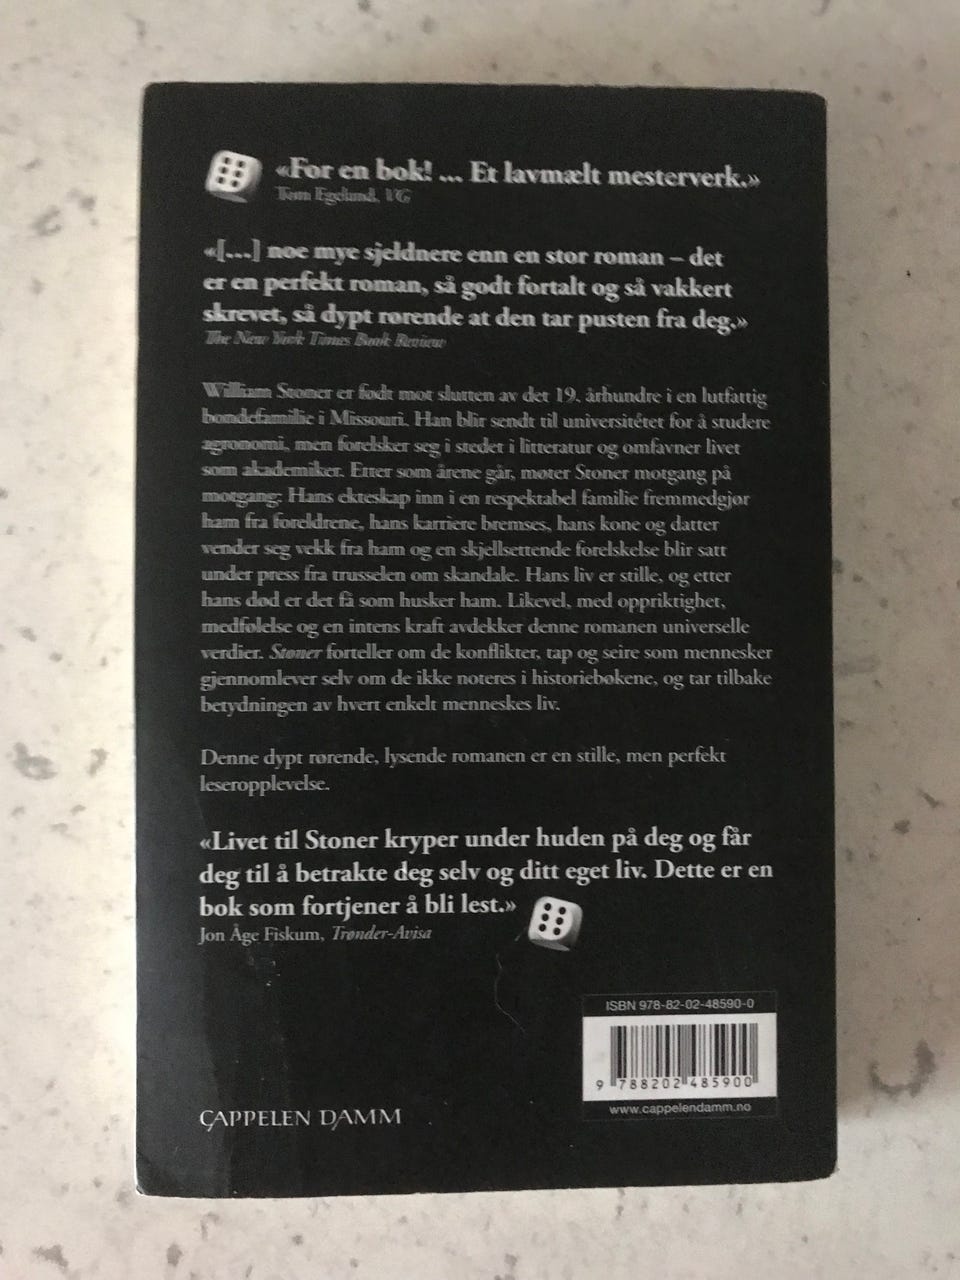 «For en bok! ... Et lavmælt mesterverk.»
Tom Egeland, VG
«[...] noe mye sjeldnere enn en stor roman – det
er en perfekt roman, så godt fortalt og så vakkert
skrevet, så dypt rørende at den tar pusten fra deg.»
The New York Times Book Review
William Stoner er født mot slutten av det 19. århundre i en lutfattig
bondefamilie i Missouri. Han blir sendt til universitétet for å studere
agronomi, men forelsker seg i stedet i litteratur og omfavner livet
som akademiker. Etter som årene går, møter Stoner motgang på
motgang: Hans ekteskap inn i en respektabel familie fremmedgjør
ham fra foreldrene, hans karriere bremses, hans kone og datter
vender seg vekk fra ham og en skjellsettende forelskelse blir satt
under press fra trusselen om skandale. Hans liv er stille, og etter
hans død er det få som husker ham. Likevel, med oppriktighet,
medfølelse og en intens kraft avdekker denne romanen universelle
verdier. Stoner forteller om de konflikter, tap og seire som mennesker
gjennomlever selv om de ikke noteres i historiebøkene, og tar tilbake
betydningen av hvert enkelt menneskes liv.
Denne dypt rørende, lysende romanen er en stille, men perfekt
leseropplevelse.
«Livet til Stoner kryper under huden på deg og får
deg til å betrakte deg selv og ditt eget liv. Dette er en
bok som fortjener å bli lest.»
Jon Åge Fiskum, Trønder-Avisa
ISBN 978-82-02-48590-0
9 788202 485900
www.cappelendamm.no
CAPPELEN DAMM